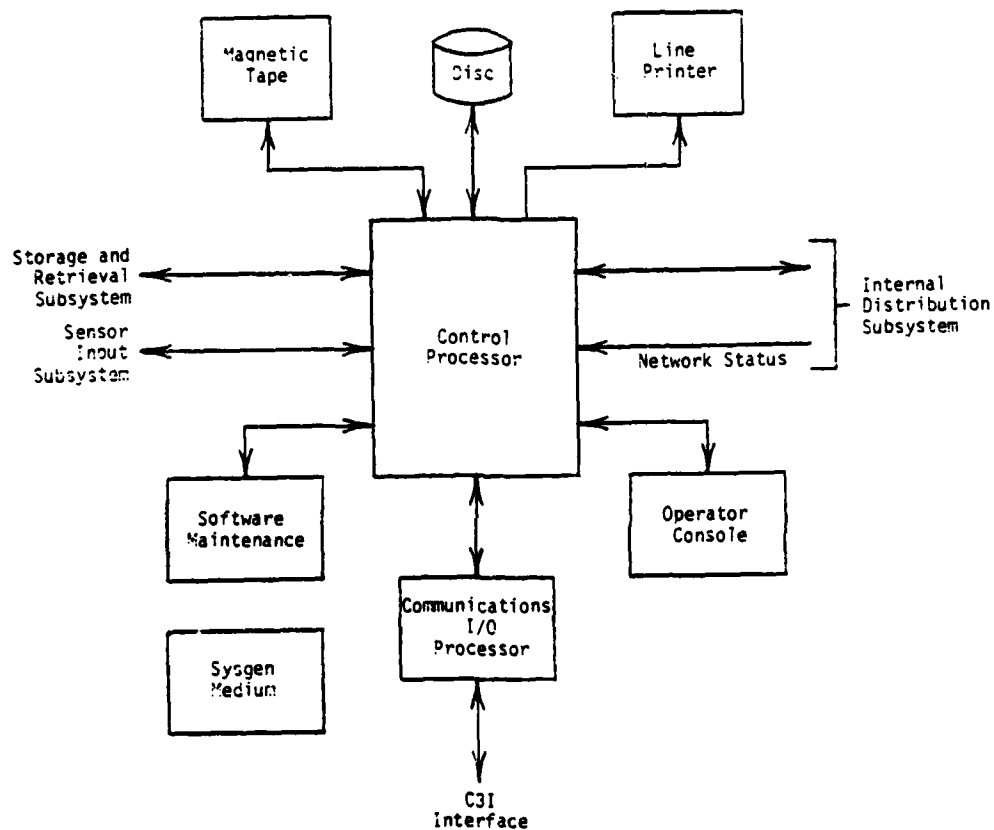 Magnetic
Tape
Disc
Line
Printer
Storage and
Retrieval
Subsystem
Internal
Distribution
Subsystem
Sensor
Input
Subsystem
Control
Processor
Network Status
Software
Maintenance
Operator
Console
Communications
I/O
Processor
Sysgen
Medium
C3I
Interface